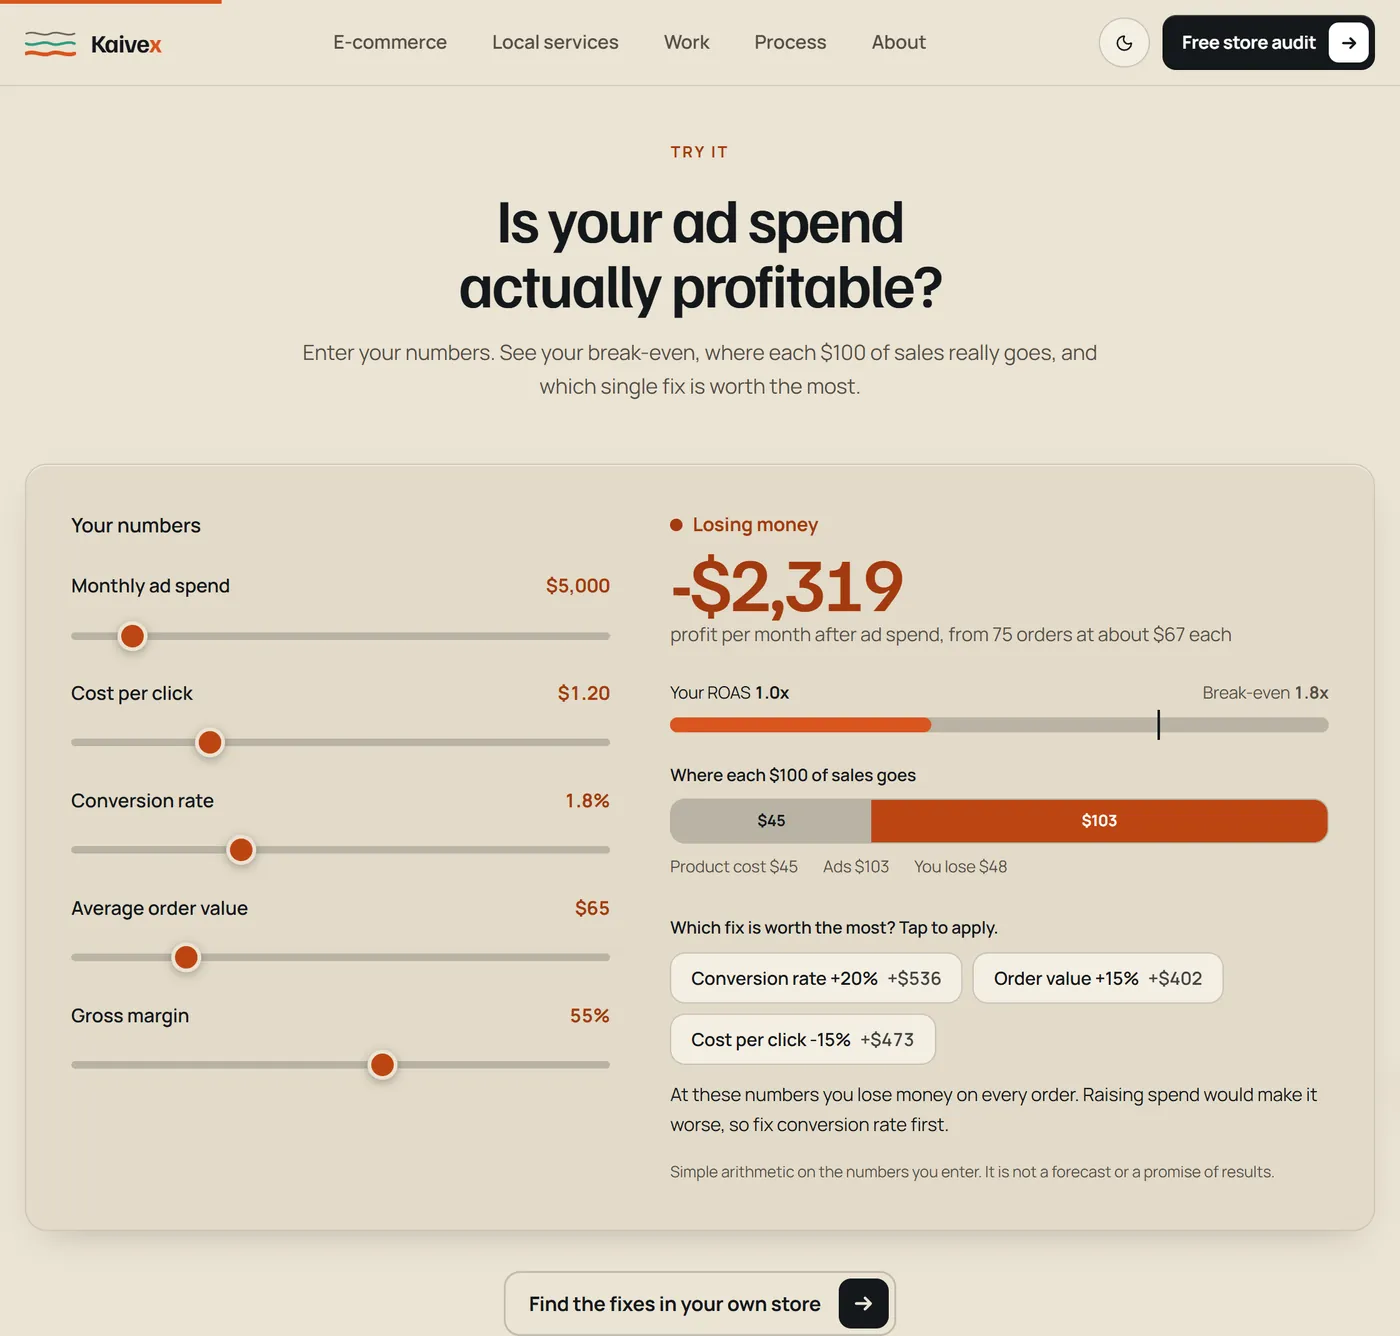 Kaivex
E-commerce
Local services
Work
Process
About
Free store audit
TRY IT
Is your ad spend
actually profitable?
Enter your numbers. See your break-even, where each $100 of sales really goes, and
which single fix is worth the most.
Your numbers
Monthly ad spend $5,000
Cost per click $1.20
Conversion rate 1.8%
Average order value $65
Gross margin 55%
Losing money
-$2,319
profit per month after ad spend, from 75 orders at about $67 each
Your ROAS 1.0x Break-even 1.8x
Where each $100 of sales goes
$45 $103
Product cost $45 Ads $103 You lose $48
Which fix is worth the most? Tap to apply.
Conversion rate +20% +$536
Order value +15% +$402
Cost per click -15% +$473
At these numbers you lose money on every order. Raising spend would make it
worse, so fix conversion rate first.
Simple arithmetic on the numbers you enter. It is not a forecast or a promise of results.
Find the fixes in your own store